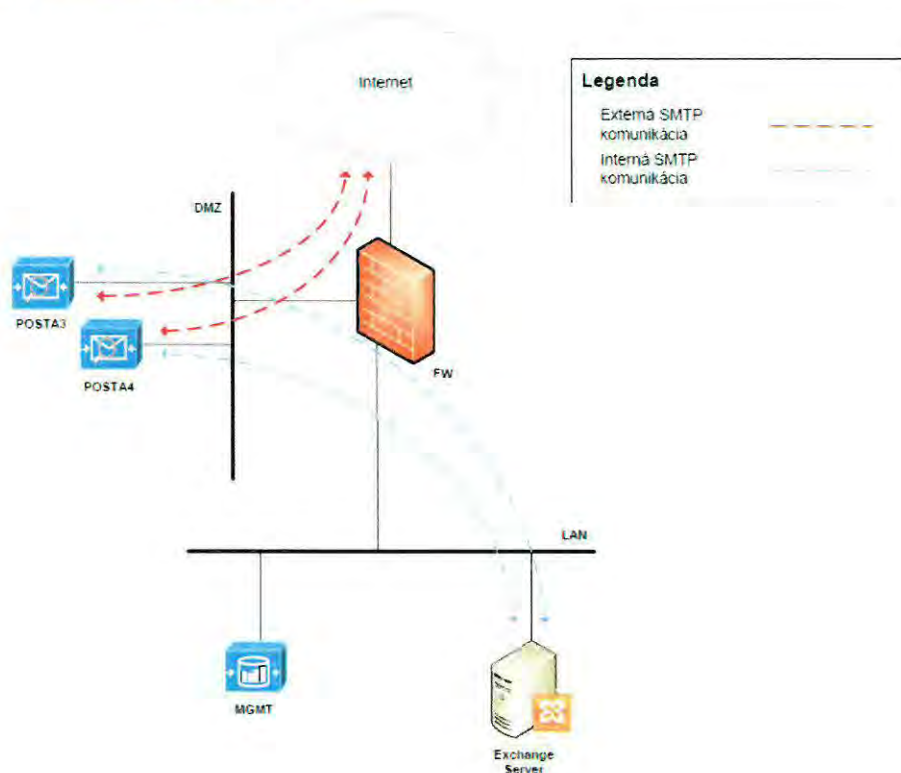 Internet
Legenda
Externá SMTP
komunikácia
Interná SMTP
komunikácia
DMZ
POSTA3
POSTA4
FW
LAN
MGMT
Exchange
Server